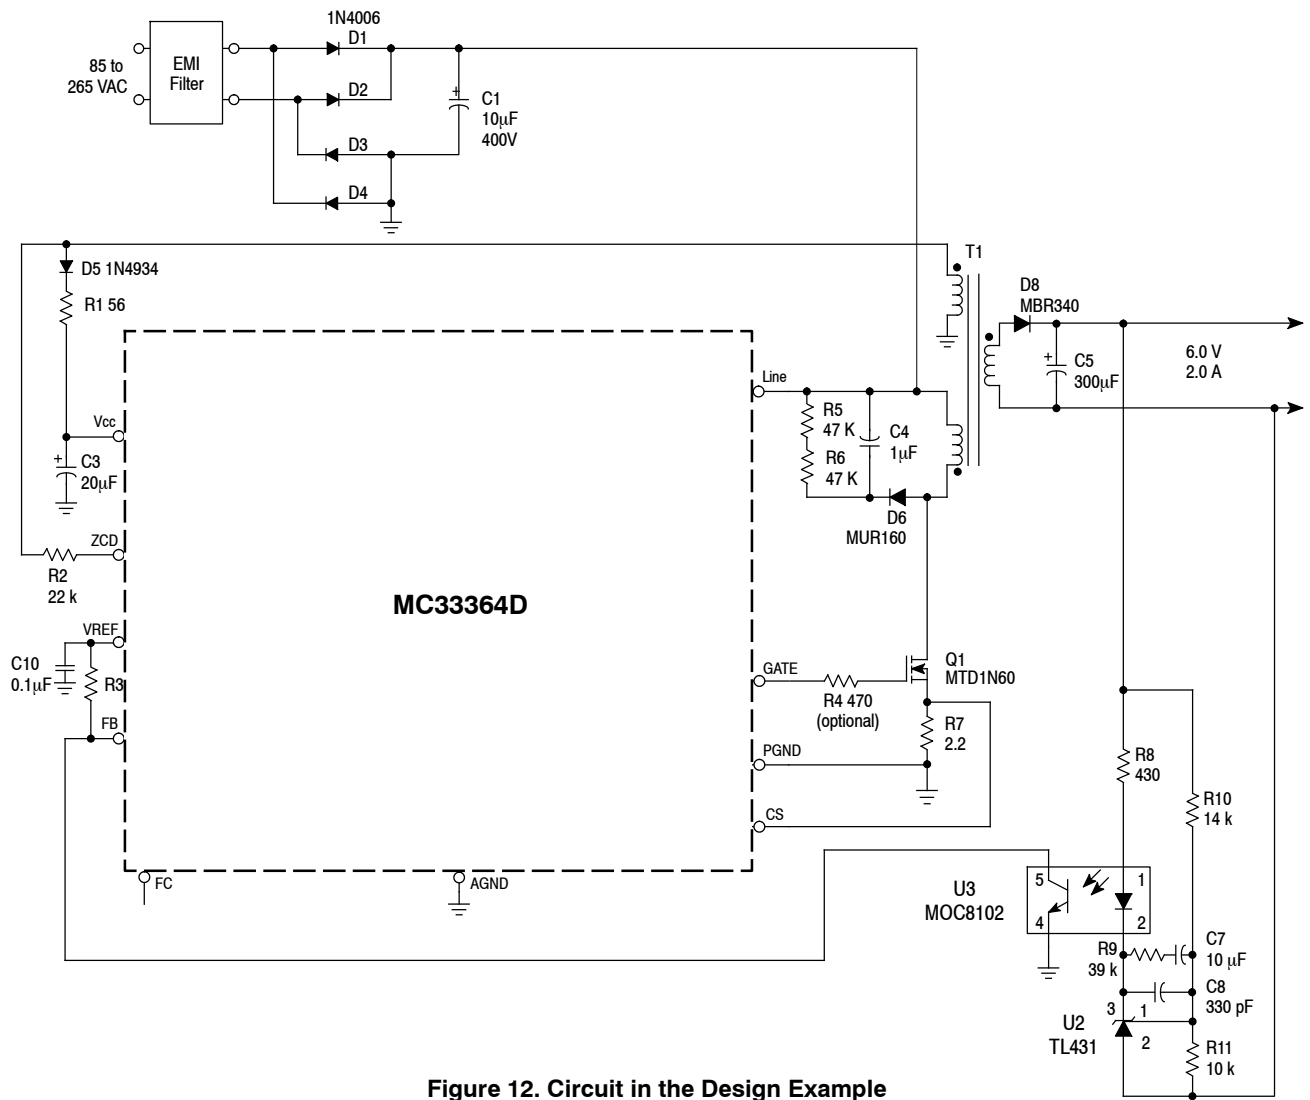 1N4006
D1
85 to
265 VAC
EMI
Filter
D2
C1
10µF
400V
+
D3
D4
D5 1N4934
R1 56
T1
D8
MBR340
+
C5
300µF
6.0 V
2.0 A
Line
R5
47 K
C4
1µF
R6
47 K
D6
MUR160
Vcc
+
C3
20µF
ZCD
R2
22 k
MC33364D
VREF
C10
0.1µF
R3
FB
GATE
R4 470
(optional)
Q1
MTD1N60
R7
2.2
PGND
CS
FC
AGND
R8
430
R10
14 k
U3
MOC8102
5
4
1
2
R9
39 k
C7
10 µF
C8
330 pF
3
1
2
U2
TL431
R11
10 k
Figure 12. Circuit in the Design Example